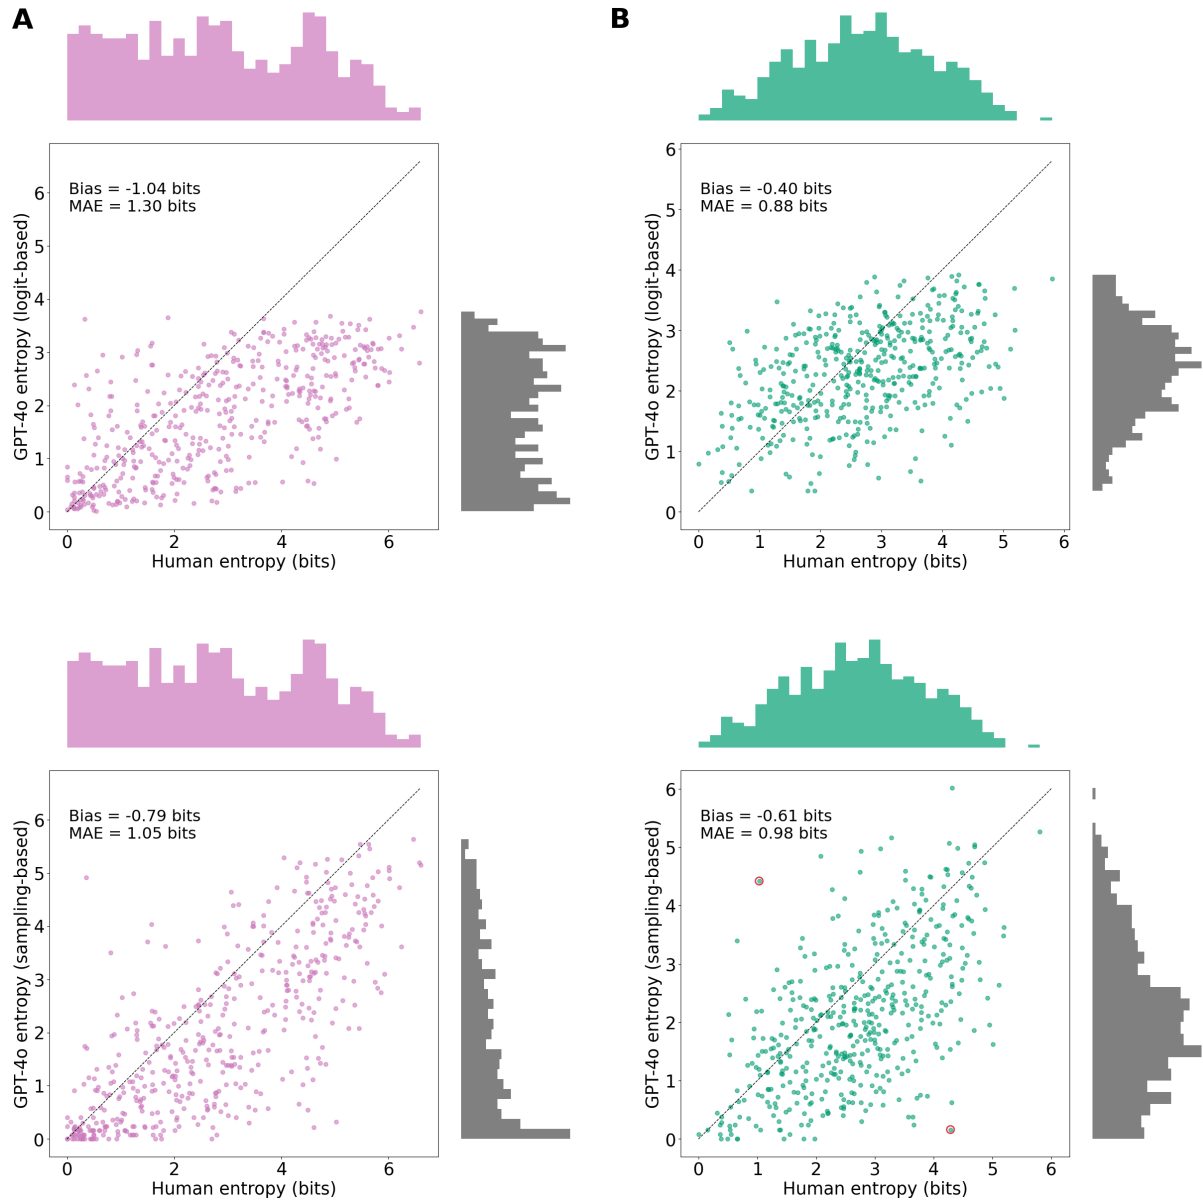 A
B
Bias = -1.04 bits
MAE = 1.30 bits
6
5
4
3
2
1
0
GPT-4o entropy (logit-based)
0 2 4 6
Human entropy (bits)
Bias = -0.40 bits
MAE = 0.88 bits
6
5
4
3
2
1
0
GPT-4o entropy (logit-based)
0 1 2 3 4 5 6
Human entropy (bits)
Bias = -0.79 bits
MAE = 1.05 bits
6
5
4
3
2
1
0
GPT-4o entropy (sampling-based)
0 2 4 6
Human entropy (bits)
Bias = -0.61 bits
MAE = 0.98 bits
6
5
4
3
2
1
0
GPT-4o entropy (sampling-based)
0 1 2 3 4 5 6
Human entropy (bits)